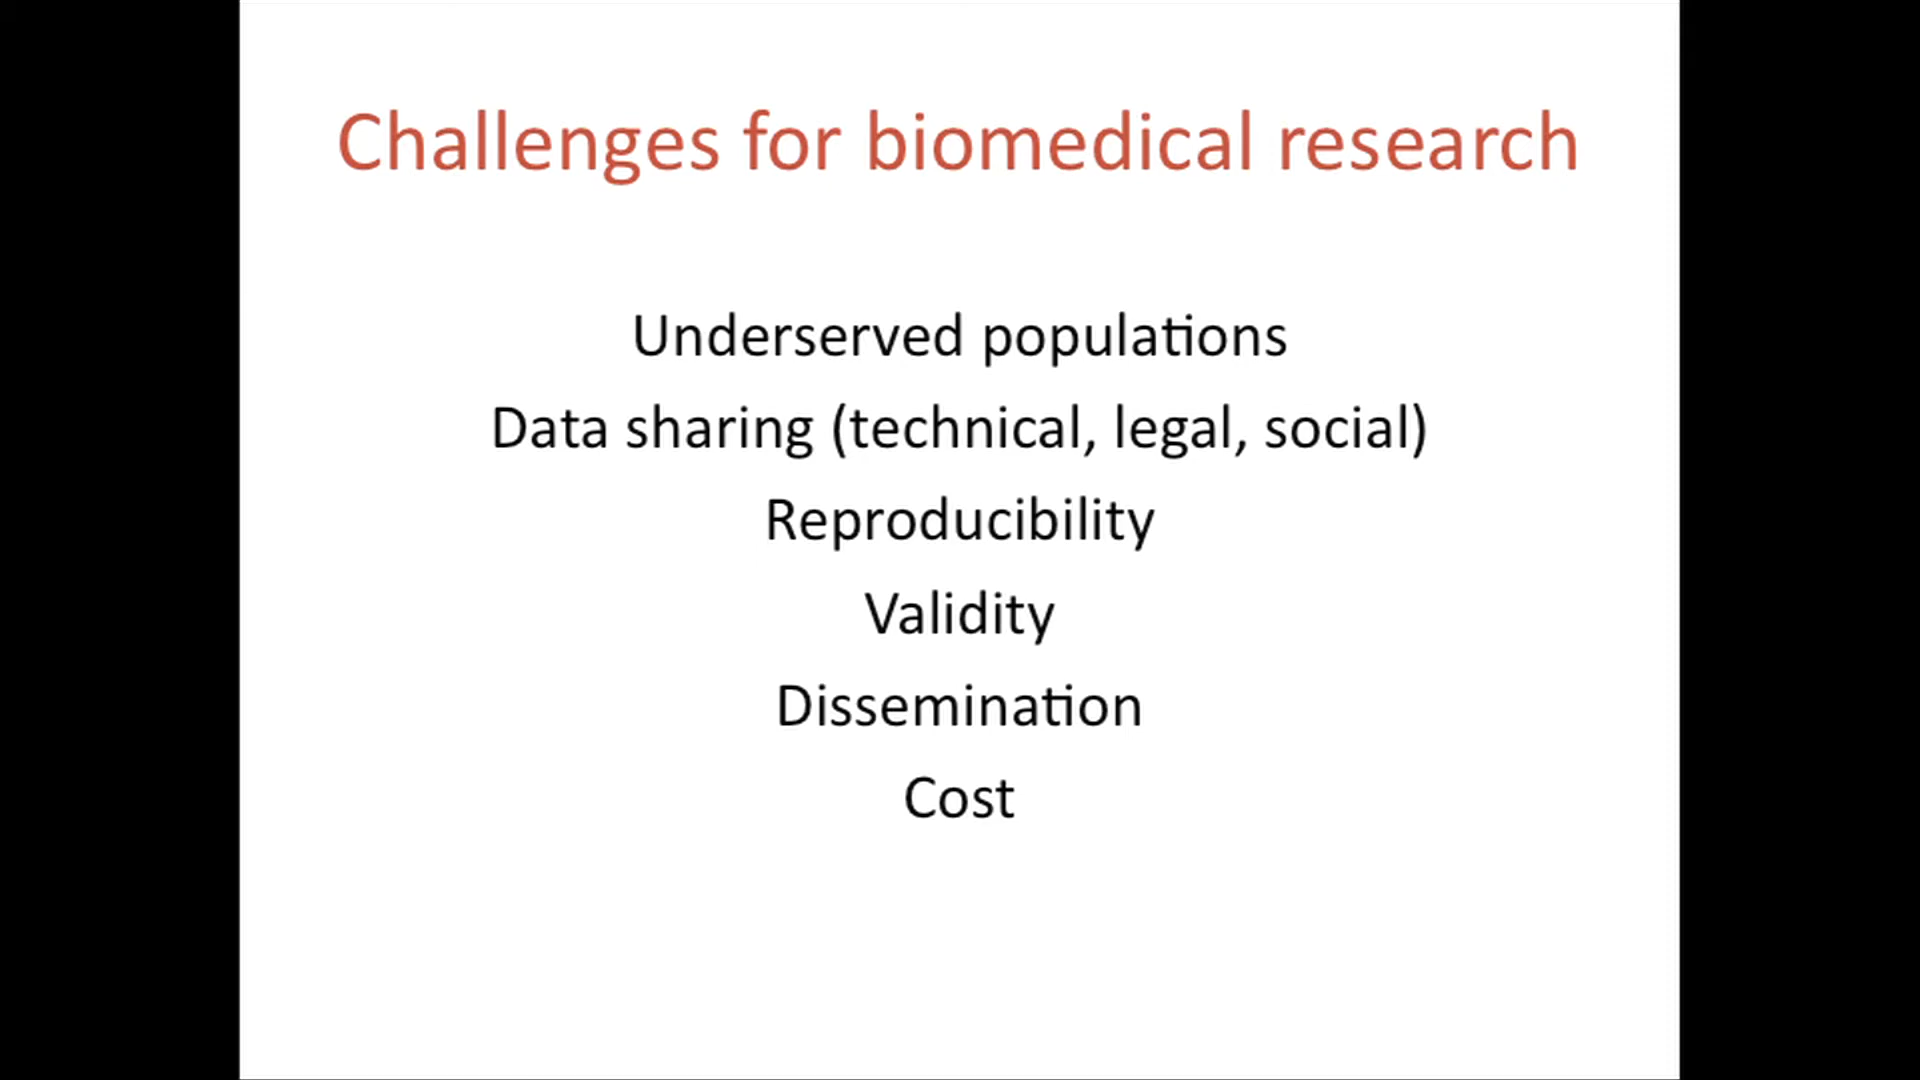 Challenges for biomedical research
Underserved populations
Data sharing (technical, legal, social)
Reproducibility
Validity
Dissemination
Cost